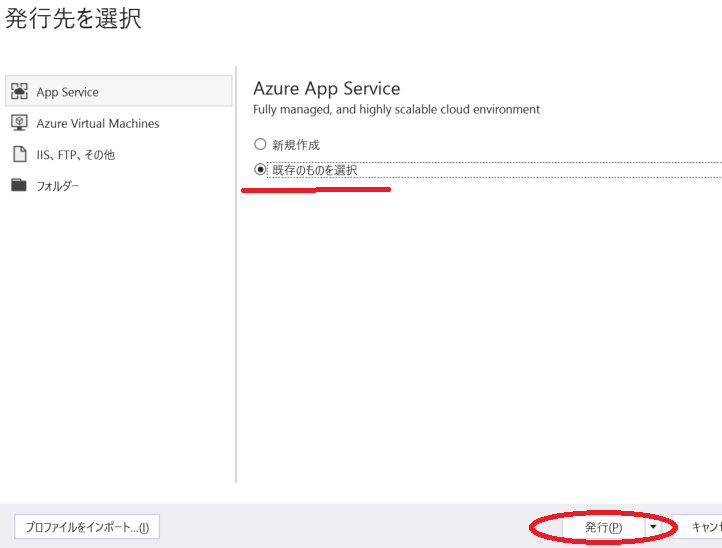 発行先を選択
App Service
Azure Virtual Machines
IIS、FTP、その他
フォルダー
Azure App Service
Fully managed, and highly scalable cloud environment
新規作成
既存のものを選択
プロファイルをインポート...(I)
発行(P)
キャンセ